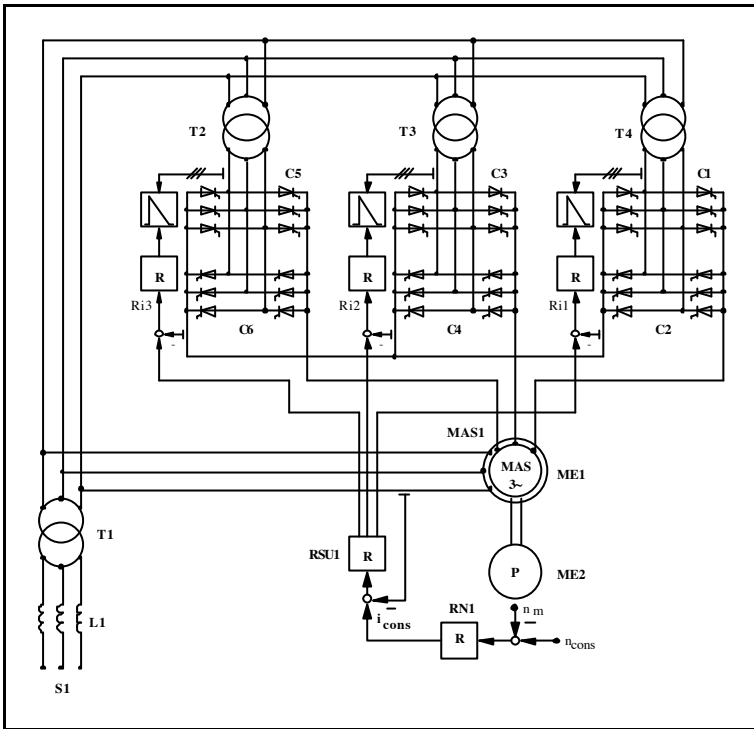 T2
T3
T4
C5
C3
C1
R
R
R
Ri3
Ri2
Ri1
-
-
-
C6
C4
C2
MAS1
MAS
3~
ME1
T1
RSU1
R
P
ME2
L1
i cons
RN1
R
n m
n cons
S1